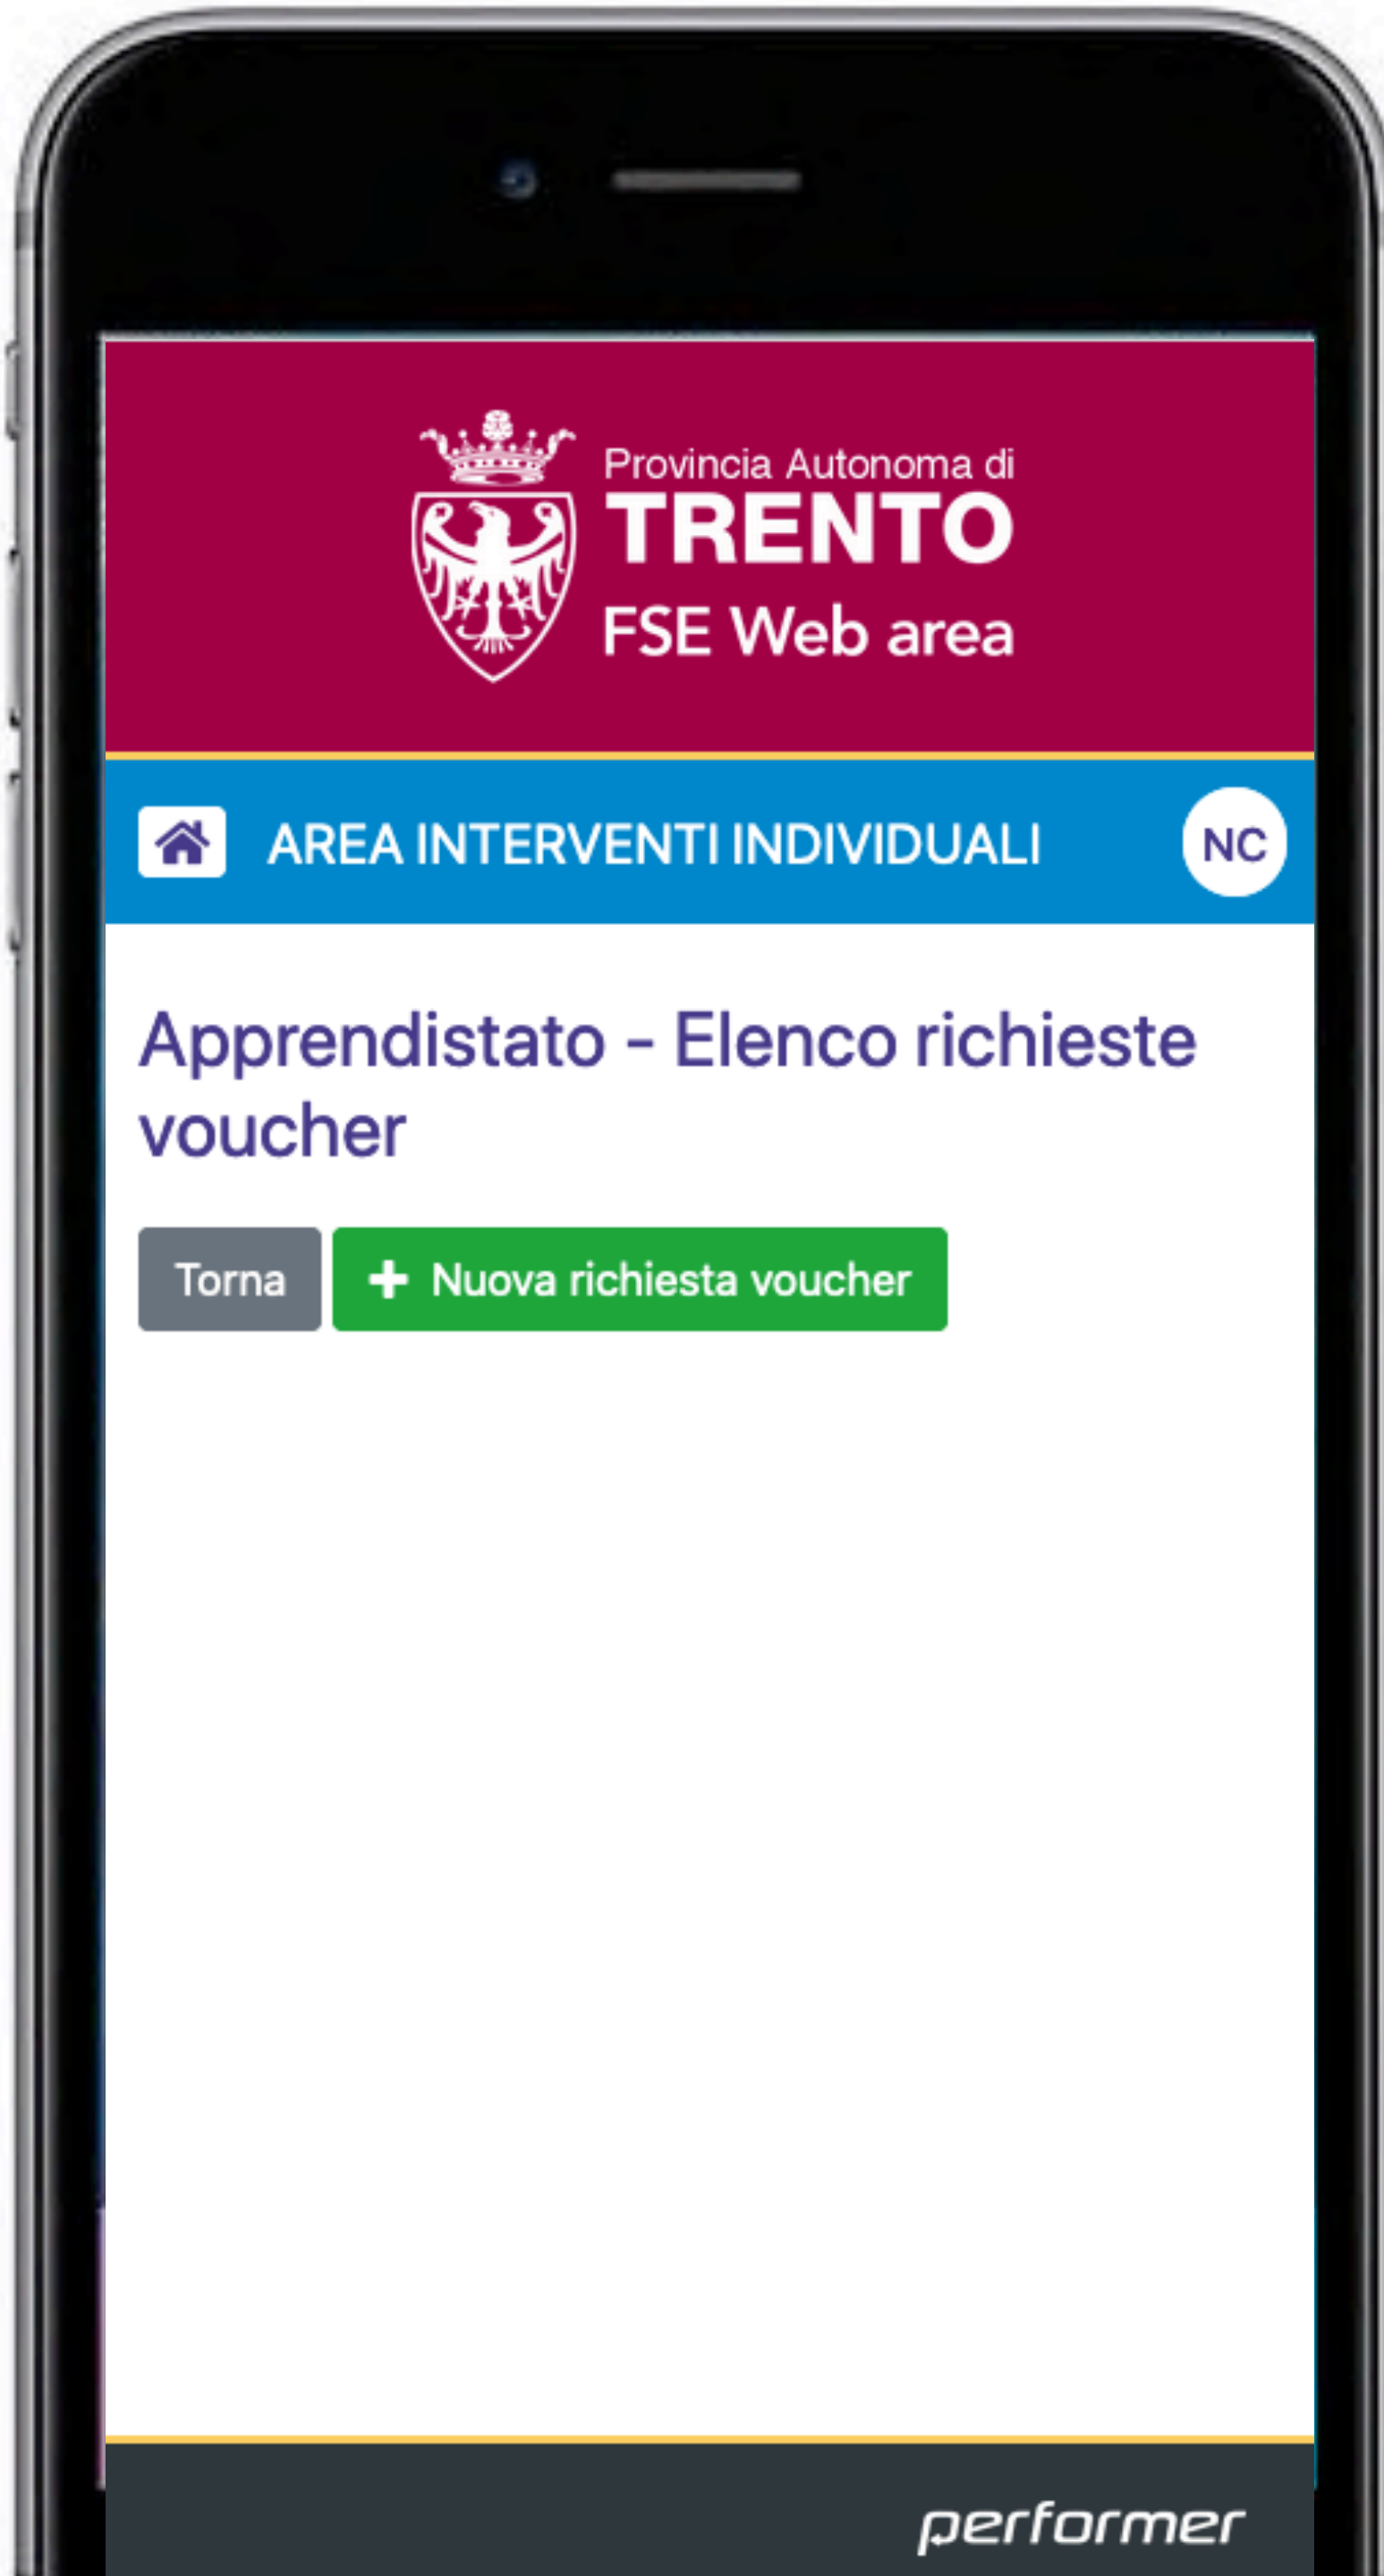 Provincia Autonoma di
TRENTO
FSE Web area
AREA INTERVENTI INDIVIDUALI
NC
Apprendistato - Elenco richieste
voucher
Torna
Nuova richiesta voucher
performer